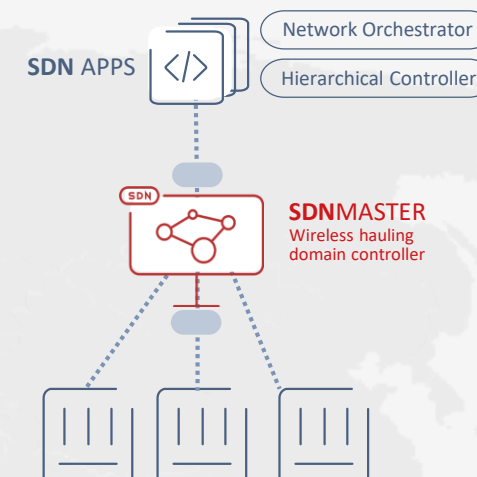 Network Orchestrator
SDN APPS
</>
Hierarchical Controller
SDN
SDNMASTER
Wireless hauling
domain controller